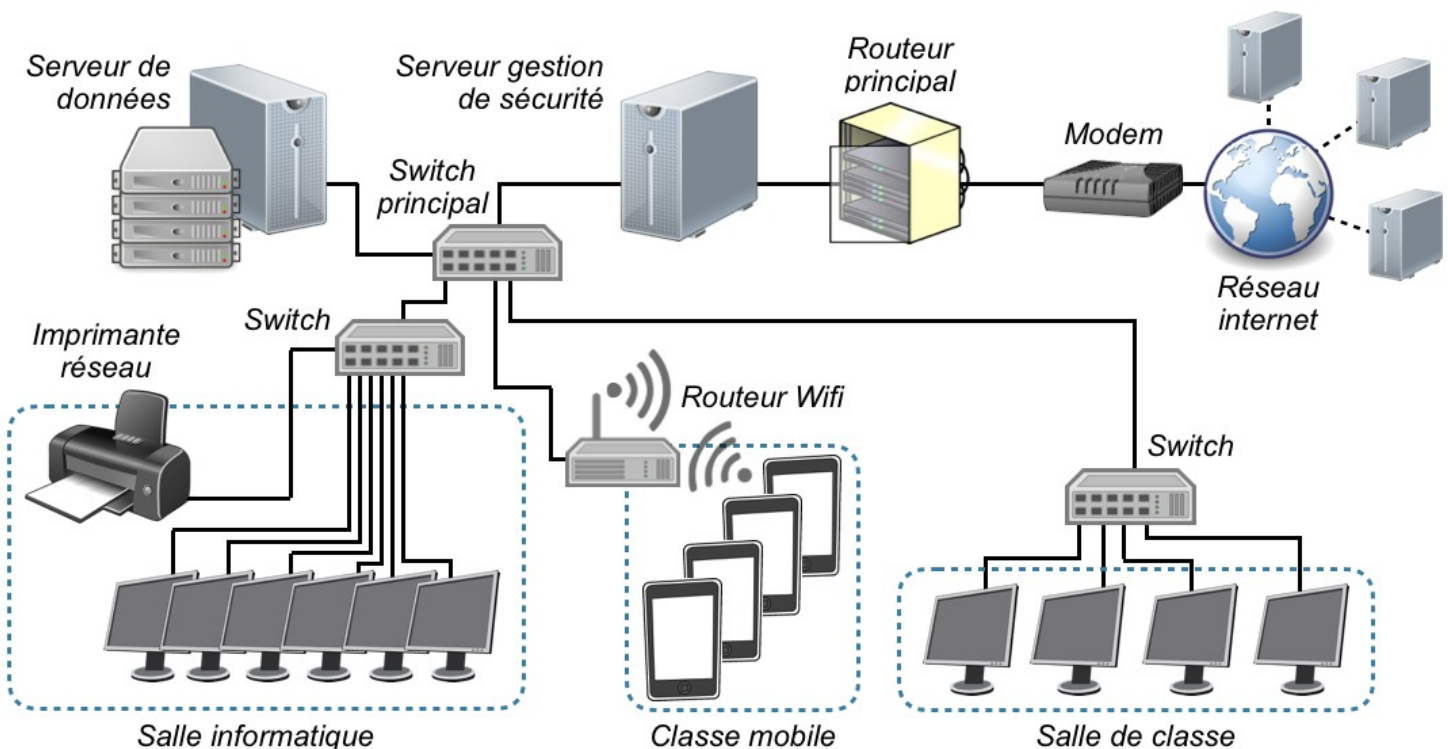 Serveur de
données
Serveur gestion
de sécurité
Routeur
principal
Modem
Switch
principal
Réseau
internet
Switch
Imprimante
réseau
Routeur Wifi
Switch
Salle informatique
Classe mobile
Salle de classe